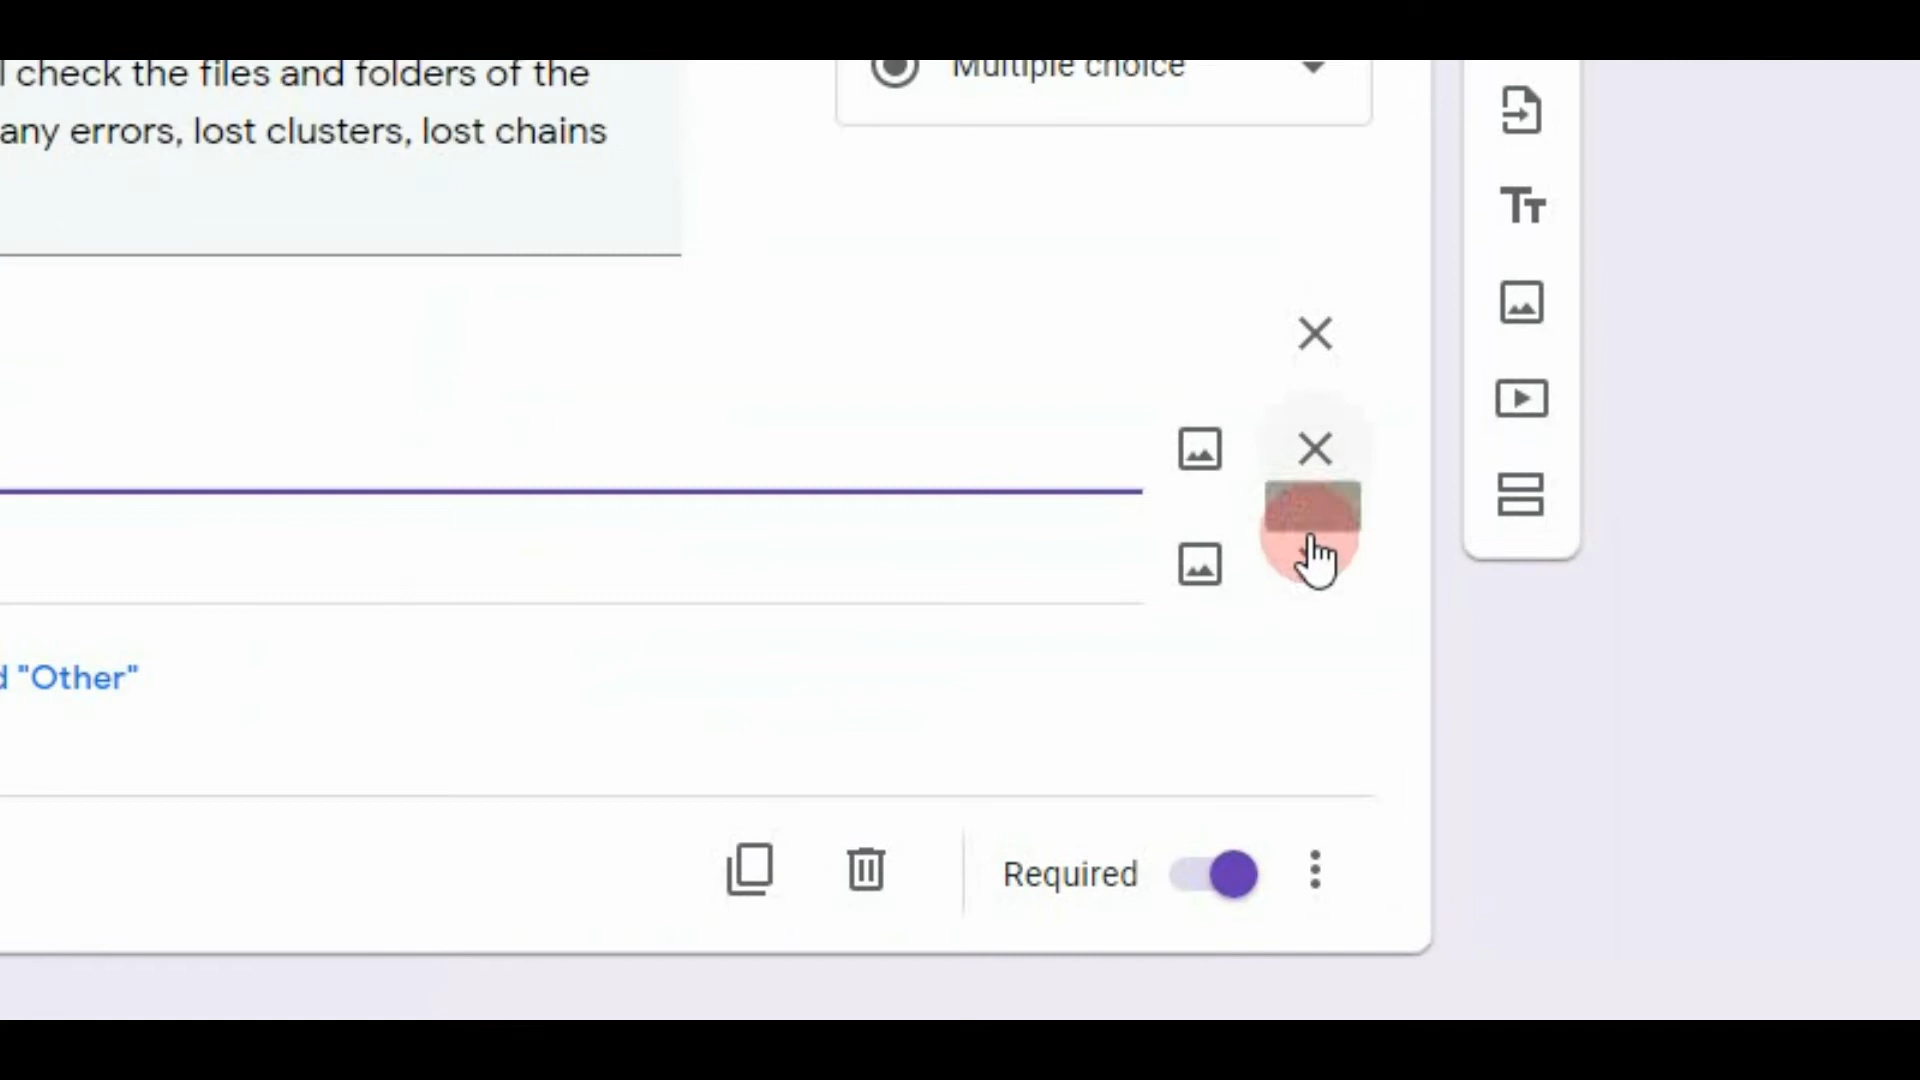 check the files and folders of the
Multiple choice
any errors, lost clusters, lost chains
"Other"
Required